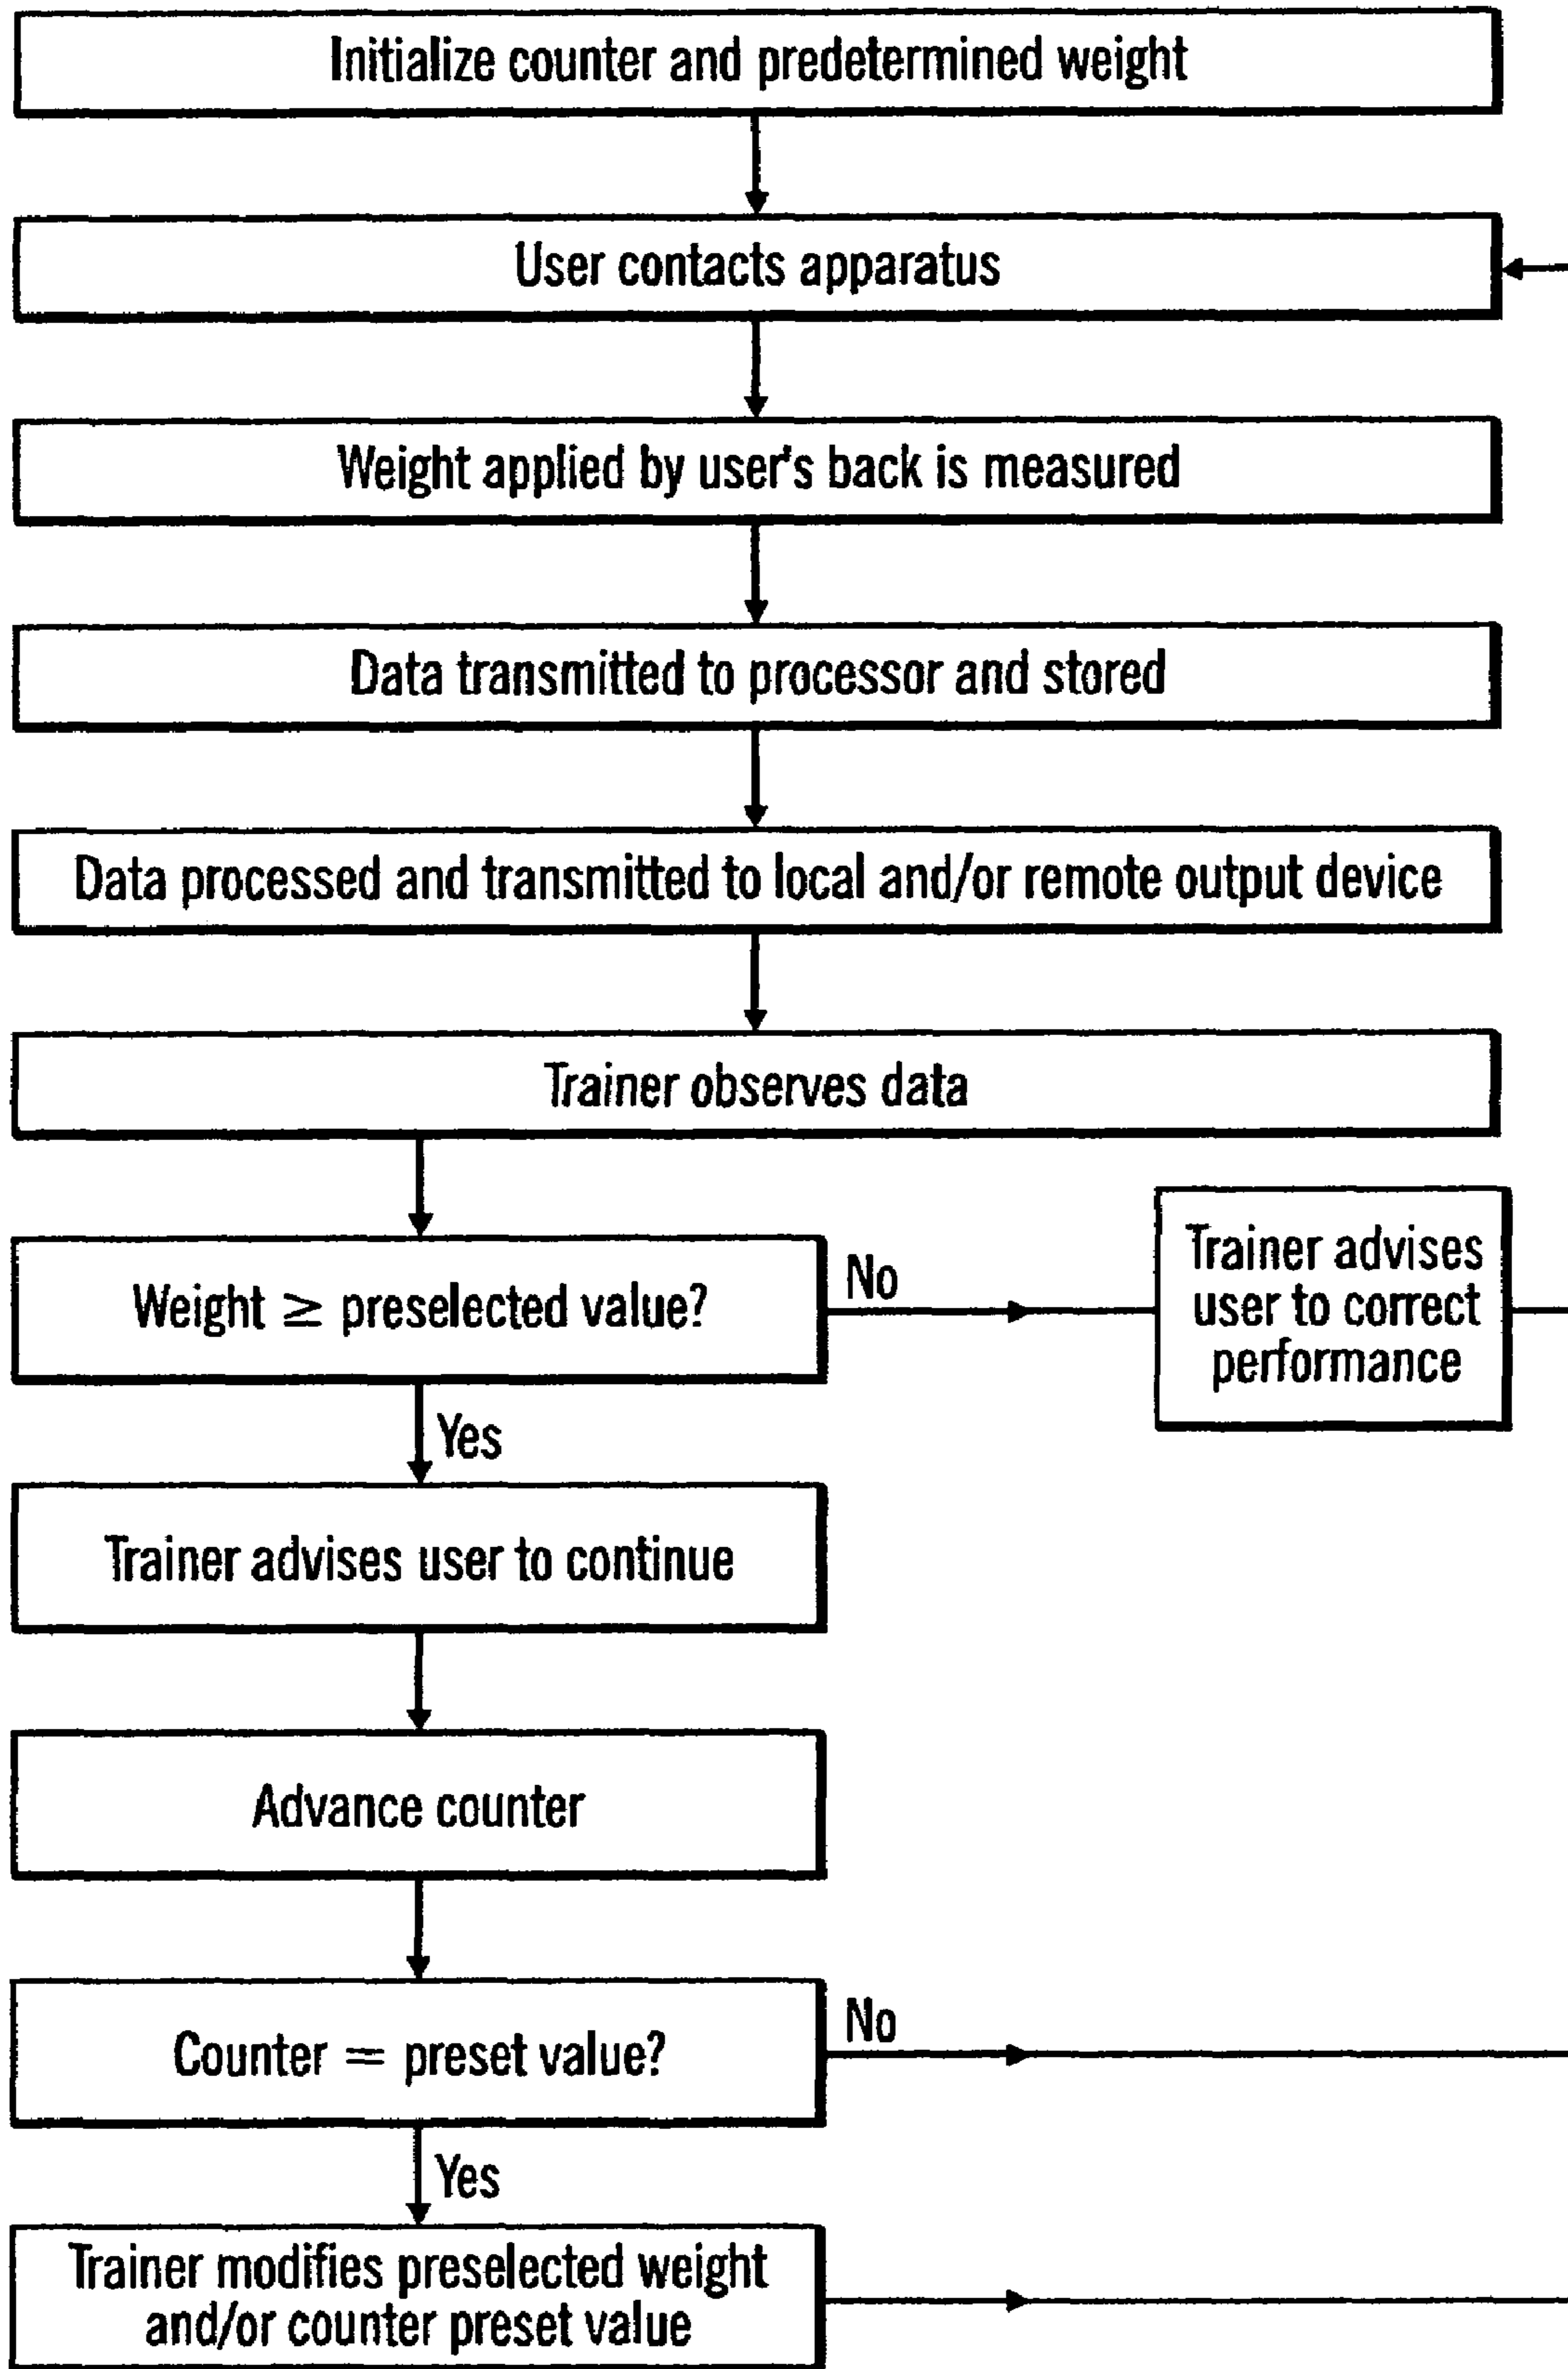 Initialize counter and predetermined weight
User contacts apparatus
Weight applied by user's back is measured
Data transmitted to processor and stored
Data processed and transmitted to local and/or remote output device
Trainer observes data
Weight ≥ preselected value?
No
Trainer advises
user to correct
performance
Yes
Trainer advises user to continue
Advance counter
Counter = preset value?
No
Yes
Trainer modifies preselected weight
and/or counter preset value